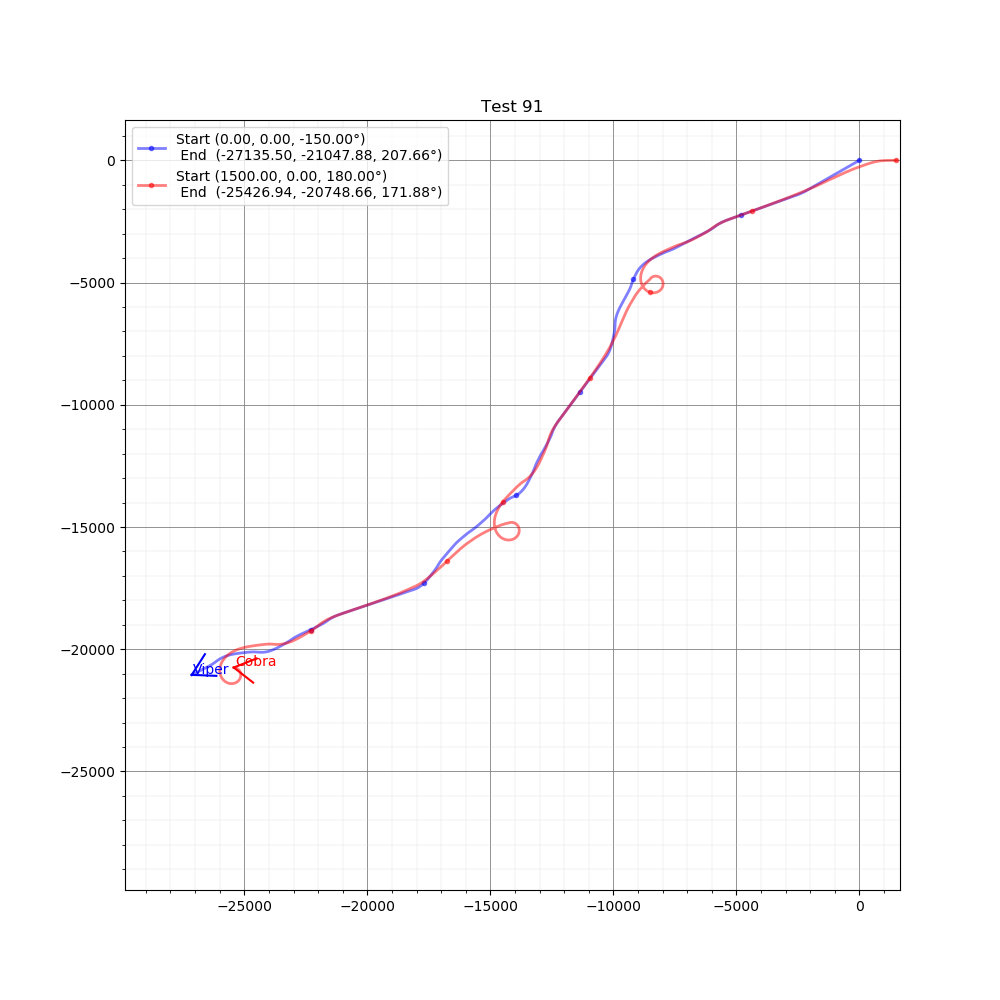 Test 91
Start (0.00, 0.00, -150.00°)
End (-27135.50, -21047.88, 207.66°)
Start (1500.00, 0.00, 180.00°)
End (-25426.94, -20748.66, 171.88°)
0
−5000
−10000
−15000
−20000
−25000
Viper
Cobra
−25000
−20000
−15000
−10000
−5000
0